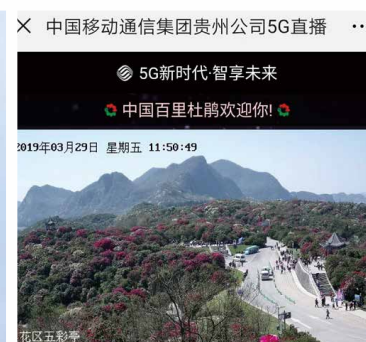 中国移动通信集团贵州公司5G直播
5G新时代·智享未来
中国百里杜鹃欢迎你!
2019年03月29日 星期五 11:50:49
花区五彩亭